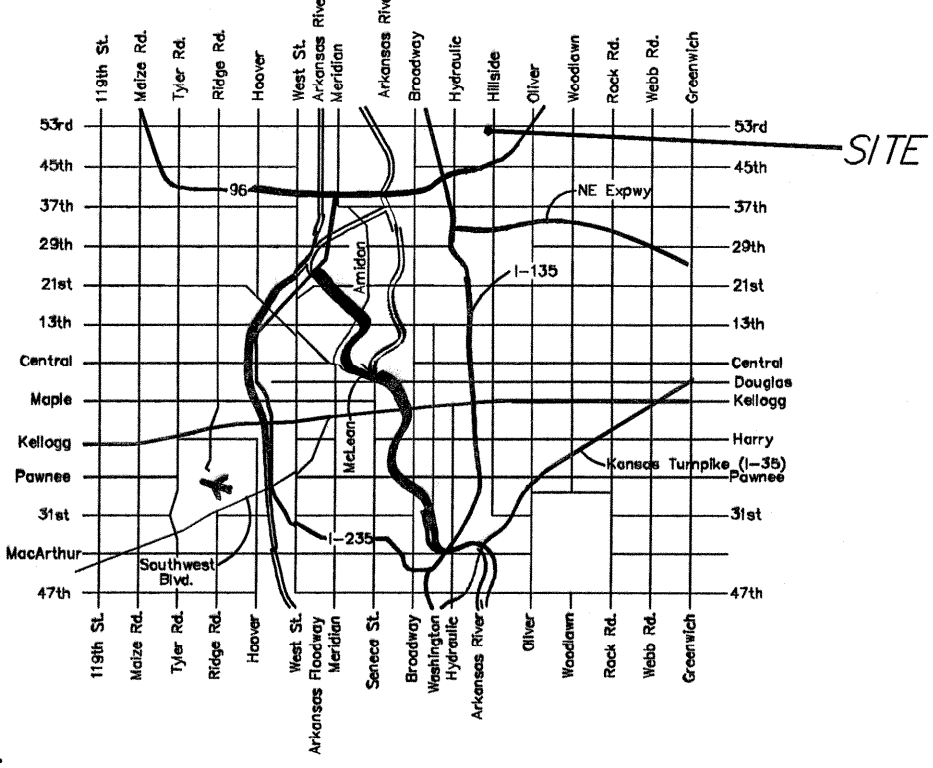 119th St.
Maize Rd.
Tyler Rd.
Ridge Rd.
Hoover
West St.
Arkansas River
Meridian
Arkansas River
Broadway
Hydraulic
Hillside
Oliver
Woodlawn
Rock Rd.
Webb Rd.
Greenwich
53rd
53rd
SITE
45th
45th
96
NE Expwy
37th
37th
29th
29th
Amidon
I-135
21st
21st
13th
13th
Central
Central
Douglas
Maple
Kellogg
McLean
Kellogg
Harry
Kansas Turnpike (I-35)
Pawnee
Pawnee
31st
31st
I-235
MacArthur
Southwest
Blvd.
47th
47th
119th St.
Maize Rd.
Tyler Rd.
Ridge Rd.
Hoover
West St.
Arkansas Floodway
Meridian
Seneca St.
Broadway
Washington
Hydraulic
Arkansas River
Oliver
Woodlawn
Rock Rd.
Webb Rd.
Greenwich